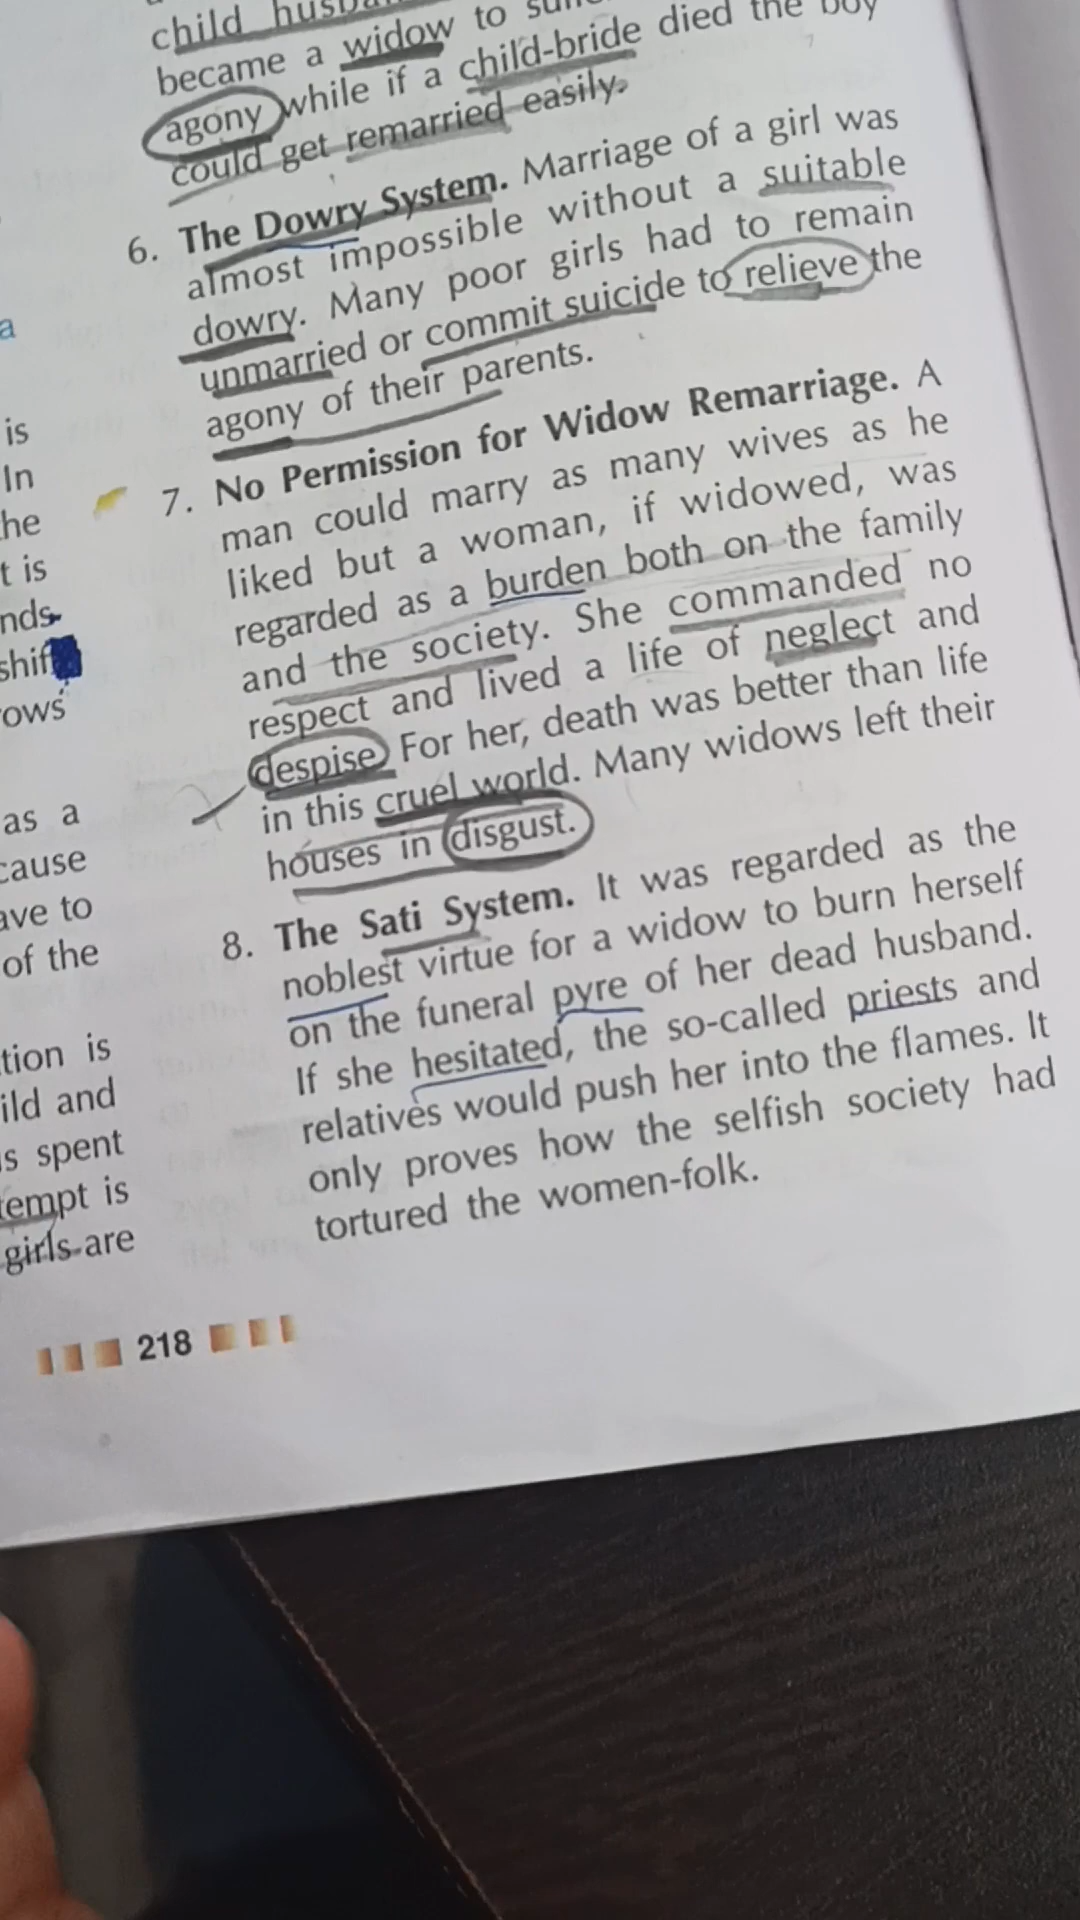 a
is
In
he
t is
nds
shif
ows
as a
cause
ave to
of the
tion is
ild and
s spent
tempt is
girls are
child
became a widow to
agony while if a child-bride died the boy
could get remarried easily.
6. The Dowry System. Marriage of a girl was
almost impossible without a suitable
dowry. Many poor girls had to remain
unmarried or commit suicide to relieve the
agony of their parents.
7. No Permission for Widow Remarriage. A
man could marry as many wives as he
liked but a woman, if widowed, was
regarded as a burden both on the family
and the society. She commanded no
respect and lived a life of neglect and
despise. For her, death was better than life
in this cruel world. Many widows left their
houses in disgust.
8. The Sati System. It was regarded as the
noblest virtue for a widow to burn herself
on the funeral pyre of her dead husband.
If she hesitated, the so-called priests and
relatives would push her into the flames. It
only proves how the selfish society had
tortured the women-folk.
218